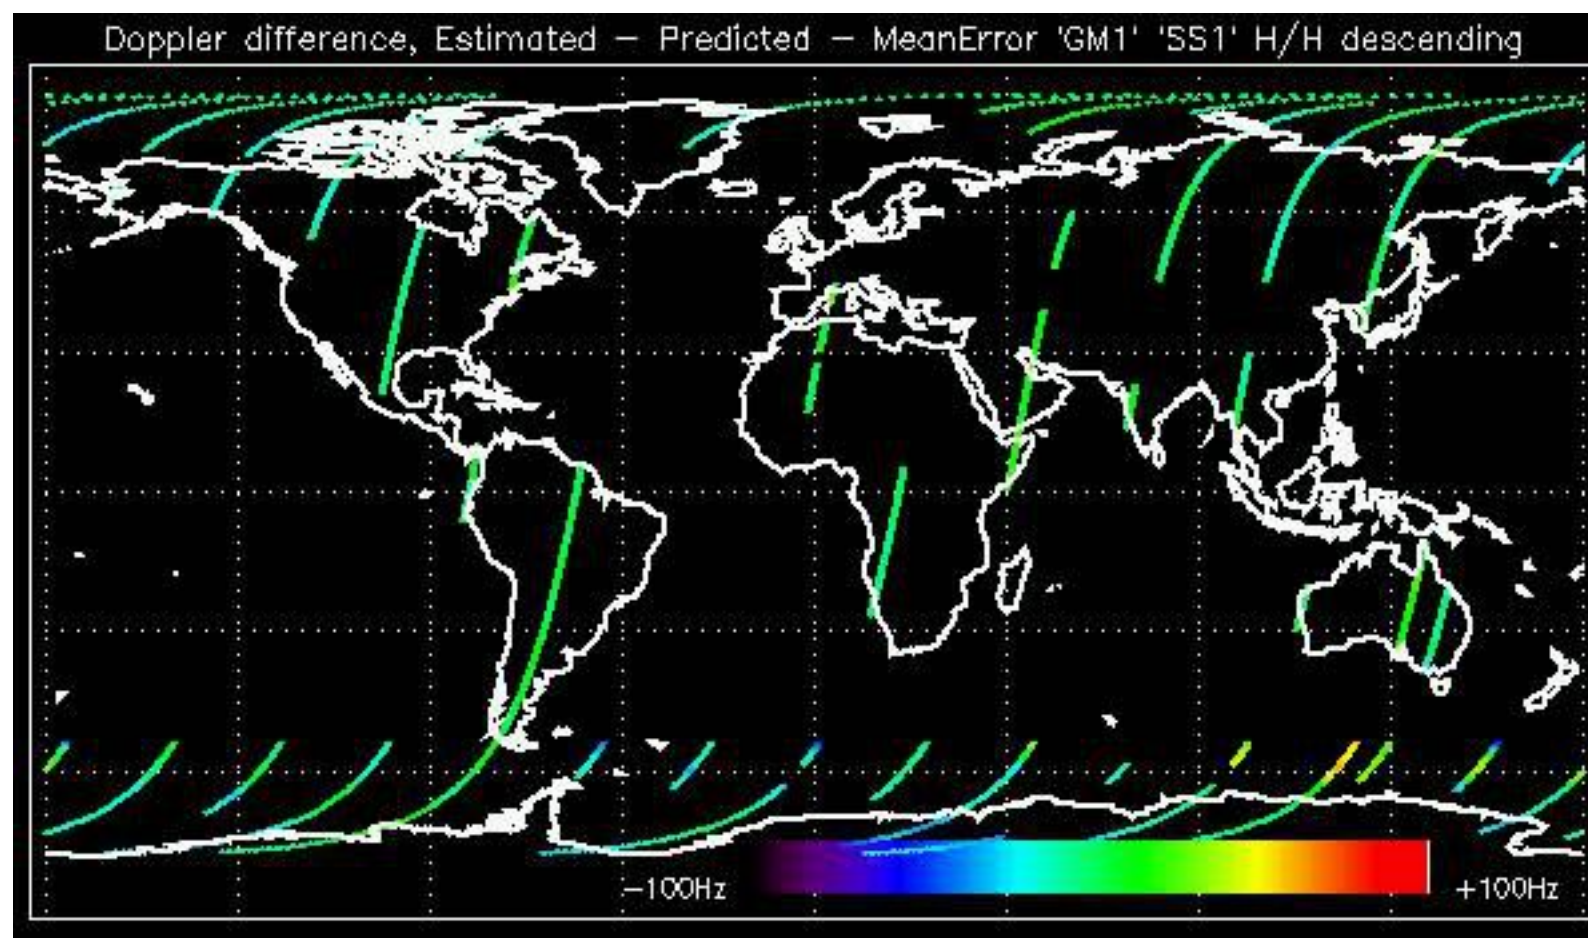 Doppler difference, Estimated – Predicted – MeanError 'GM1' 'SS1' H/H descending
−100Hz
+100Hz